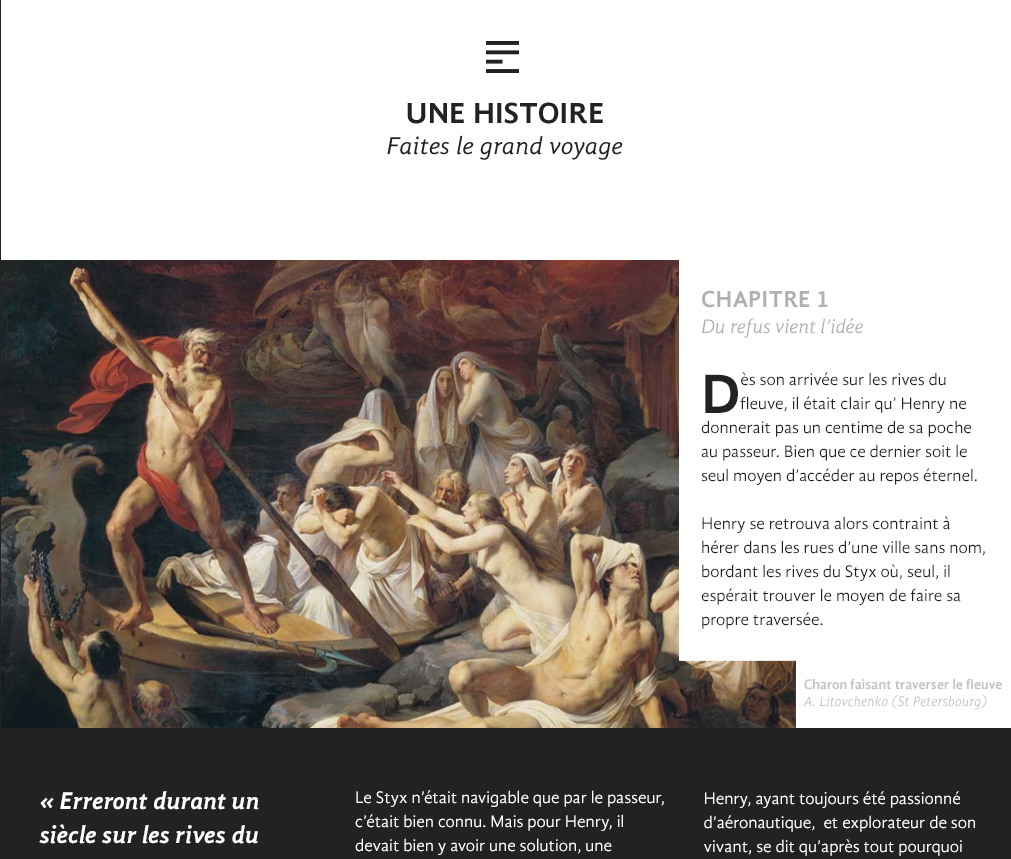 UNE HISTOIRE
Faites le grand voyage
CHAPITRE 1
Du refus vient l'idée
Dès son arrivée sur les rives du
fleuve, il était clair qu' Henry ne
donnerait pas un centime de sa poche
au passeur. Bien que ce dernier soit le
seul moyen d'accéder au repos éternel.
Henry se retrouva alors contraint à
hérer dans les rues d'une ville sans nom,
bordant les rives du Styx où, seul, il
espérait trouver le moyen de faire sa
propre traversée.
Charon faisant traverser le fleuve
A. Litovchenko (St Petersbourg)
« Erreront durant un
siècle sur les rives du
Le Styx n'était navigable que par le passeur,
c'était bien connu. Mais pour Henry, il
devait bien y avoir une solution, une
Henry, ayant toujours été passionné
d'aéronautique,  et explorateur de son
vivant, se dit qu'après tout pourquoi